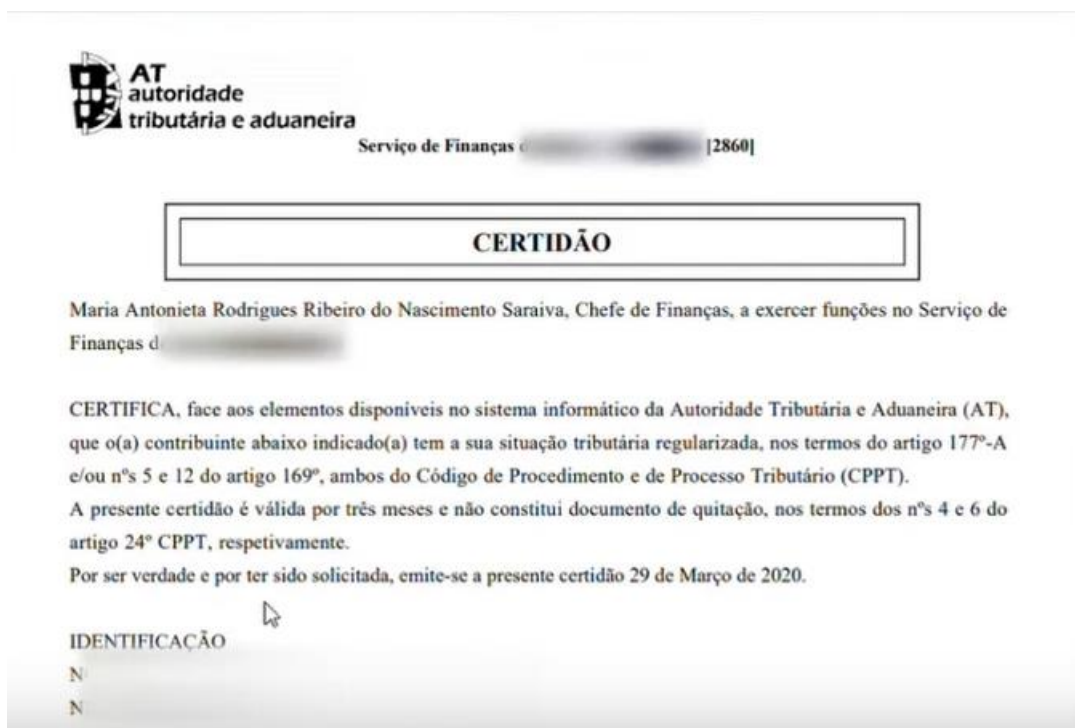 AT
autoridade
tributária e aduaneira
Serviço de Finanças |2860|
CERTIDÃO
Maria Antonieta Rodrigues Ribeiro do Nascimento Saraiva, Chefe de Finanças, a exercer funções no Serviço de
Finanças
CERTIFICA, face aos elementos disponíveis no sistema informático da Autoridade Tributária e Aduaneira (AT),
que o(a) contribuinte abaixo indicado(a) tem a sua situação tributária regularizada, nos termos do artigo 177º-A
e/ou nºs 5 e 12 do artigo 169º, ambos do Código de Procedimento e de Processo Tributário (CPPT).
A presente certidão é válida por três meses e não constitui documento de quitação, nos termos dos nºs 4 e 6 do
artigo 24º CPPT, respetivamente.
Por ser verdade e por ter sido solicitada, emite-se a presente certidão 29 de Março de 2020.
IDENTIFICAÇÃO